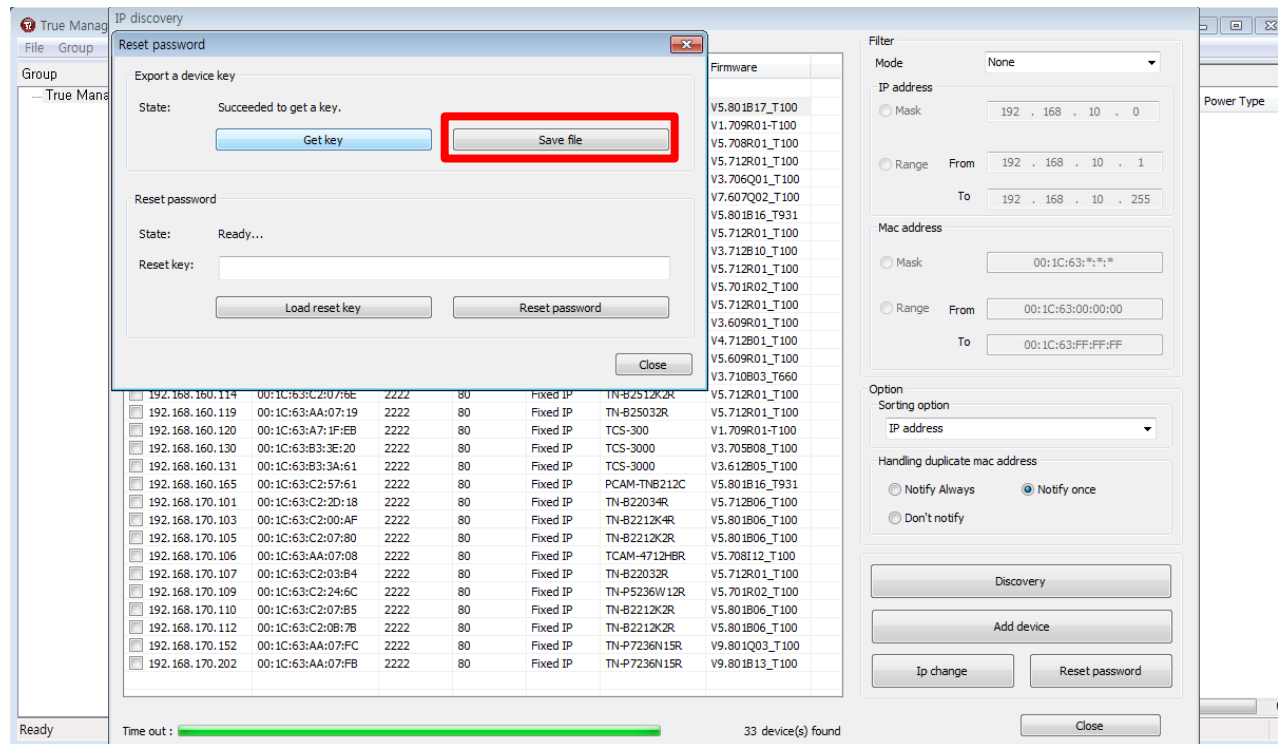 True Manag
File Group
Group
True Mana
Ready
IP discovery
Reset password
Export a device key
State: Succeeded to get a key.
Get key Save file
Reset password
State: Ready...
Reset key:
Load reset key Reset password
Close
Firmware
V5.801B17_T100
V1.709R01-T100
V5.708R01_T100
V5.712R01_T100
V3.706Q01_T100
V7.607Q02_T100
V5.801B16_T931
V5.712R01_T100
V3.712B10_T100
V5.712R01_T100
V5.701R02_T100
V5.712R01_T100
V3.609R01_T100
V4.712B01_T100
V5.609R01_T100
V3.710B03_T660
192.168.160.114 00:1C:63:C2:07:6E 2222 80 Fixed IP TN-B2512K2R V5.712R01_T100
192.168.160.119 00:1C:63:AA:07:19 2222 80 Fixed IP TN-B25032R V5.712R01_T100
192.168.160.120 00:1C:63:A7:1F:EB 2222 80 Fixed IP TCS-300 V1.709R01-T100
192.168.160.130 00:1C:63:B3:3E:20 2222 80 Fixed IP TCS-3000 V3.705B08_T100
192.168.160.131 00:1C:63:B3:3A:61 2222 80 Fixed IP TCS-3000 V3.612B05_T100
192.168.160.165 00:1C:63:C2:57:61 2222 80 Fixed IP PCAM-TNB212C V5.801B16_T931
192.168.170.101 00:1C:63:C2:2D:18 2222 80 Fixed IP TN-B22034R V5.712B06_T100
192.168.170.103 00:1C:63:C2:00:AF 2222 80 Fixed IP TN-B2212K4R V5.801B06_T100
192.168.170.105 00:1C:63:C2:07:80 2222 80 Fixed IP TN-B2212K2R V5.801B06_T100
192.168.170.106 00:1C:63:AA:07:08 2222 80 Fixed IP TCAM-4712HBR V5.708I12_T100
192.168.170.107 00:1C:63:C2:03:B4 2222 80 Fixed IP TN-B22032R V5.712R01_T100
192.168.170.109 00:1C:63:C2:24:6C 2222 80 Fixed IP TN-P5236W12R V5.701R02_T100
192.168.170.110 00:1C:63:C2:07:B5 2222 80 Fixed IP TN-B2212K2R V5.801B06_T100
192.168.170.112 00:1C:63:C2:0B:7B 2222 80 Fixed IP TN-B2212K2R V5.801B06_T100
192.168.170.152 00:1C:63:AA:07:FC 2222 80 Fixed IP TN-P7236N15R V9.801Q03_T100
192.168.170.202 00:1C:63:AA:07:FB 2222 80 Fixed IP TN-P7236N15R V9.801B13_T100
Time out : 33 device(s) found
Filter
Mode None
IP address
Mask 192 . 168 . 10 . 0
Range From 192 . 168 . 10 . 1
To 192 . 168 . 10 . 255
Mac address
Mask 00:1C:63:*:*:*
Range From 00:1C:63:00:00:00
To 00:1C:63:FF:FF:FF
Option
Sorting option
IP address
Handling duplicate mac address
Notify Always Notify once
Don't notify
Discovery
Add device
Ip change Reset password
Close
Power Type